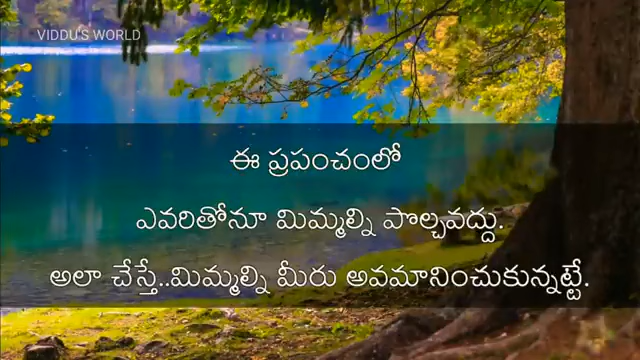 VIDDU'S WORLD
ఈ ప్రపంచంలో
ఎవరితోనూ మిమ్మల్ని పొల్చవద్దు.
అలా చేస్తే..మిమ్మల్ని మీరు అవమానించుకున్నట్టే.